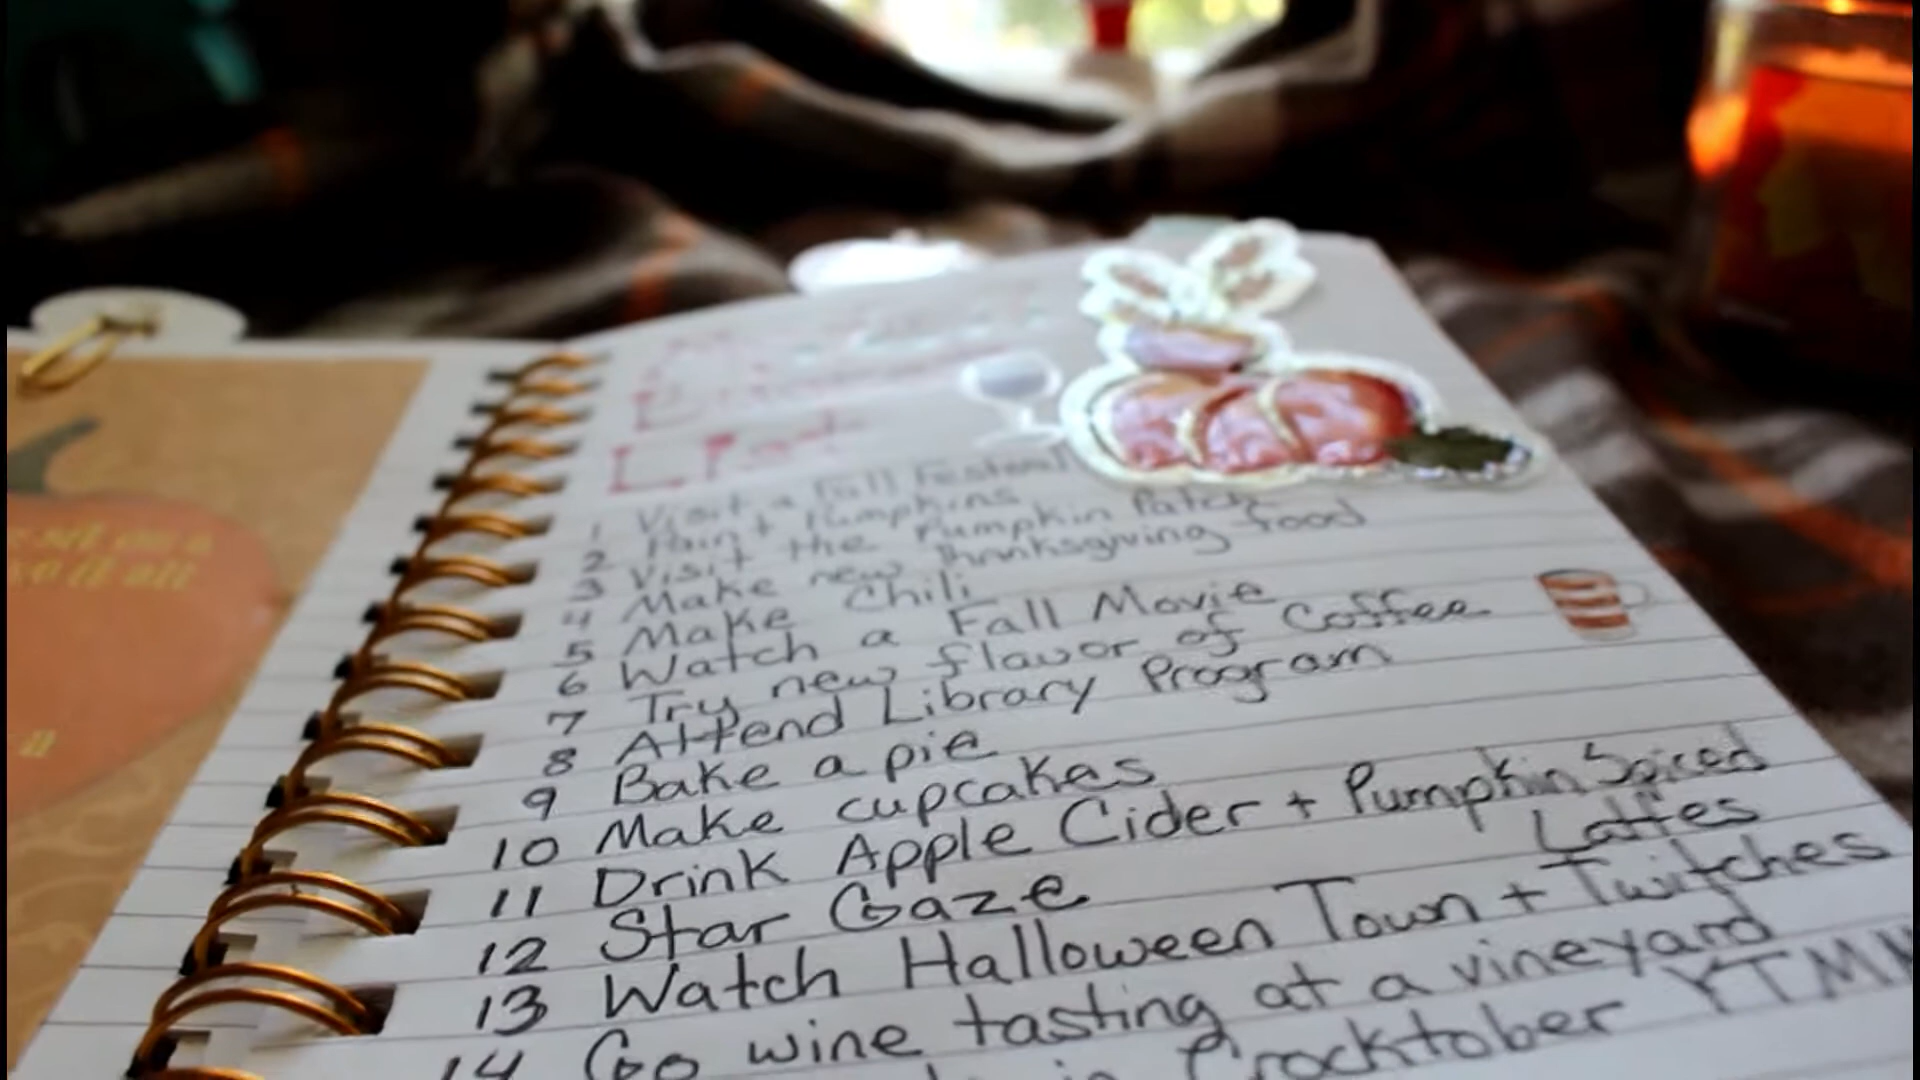 List
1 Visit a Fall Festival
2 Paint Pumpkins
3 Visit the Pumpkin Patch
4 Make new Thanksgiving food
5 Make Chili
6 Watch a Fall Movie
7 Try new flavor of Coffee
8 Attend Library Program
9 Bake a pie
10 Make cupcakes
11 Drink Apple Cider + Pumpkin Spiced
Lattes
12 Star Gaze
13 Watch Halloween Town + Twitches
14 Go wine tasting at a vineyard
in Crocktober YTMM